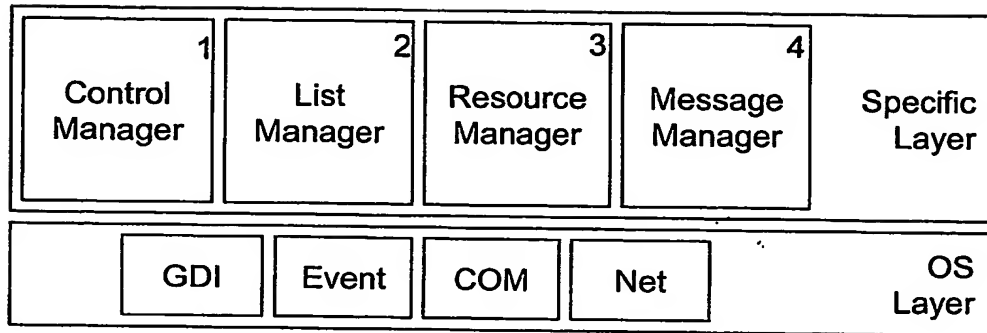 1
Control
Manager
2
List
Manager
3
Resource
Manager
4
Message
Manager
Specific
Layer
GDI
Event
COM
Net
OS
Layer